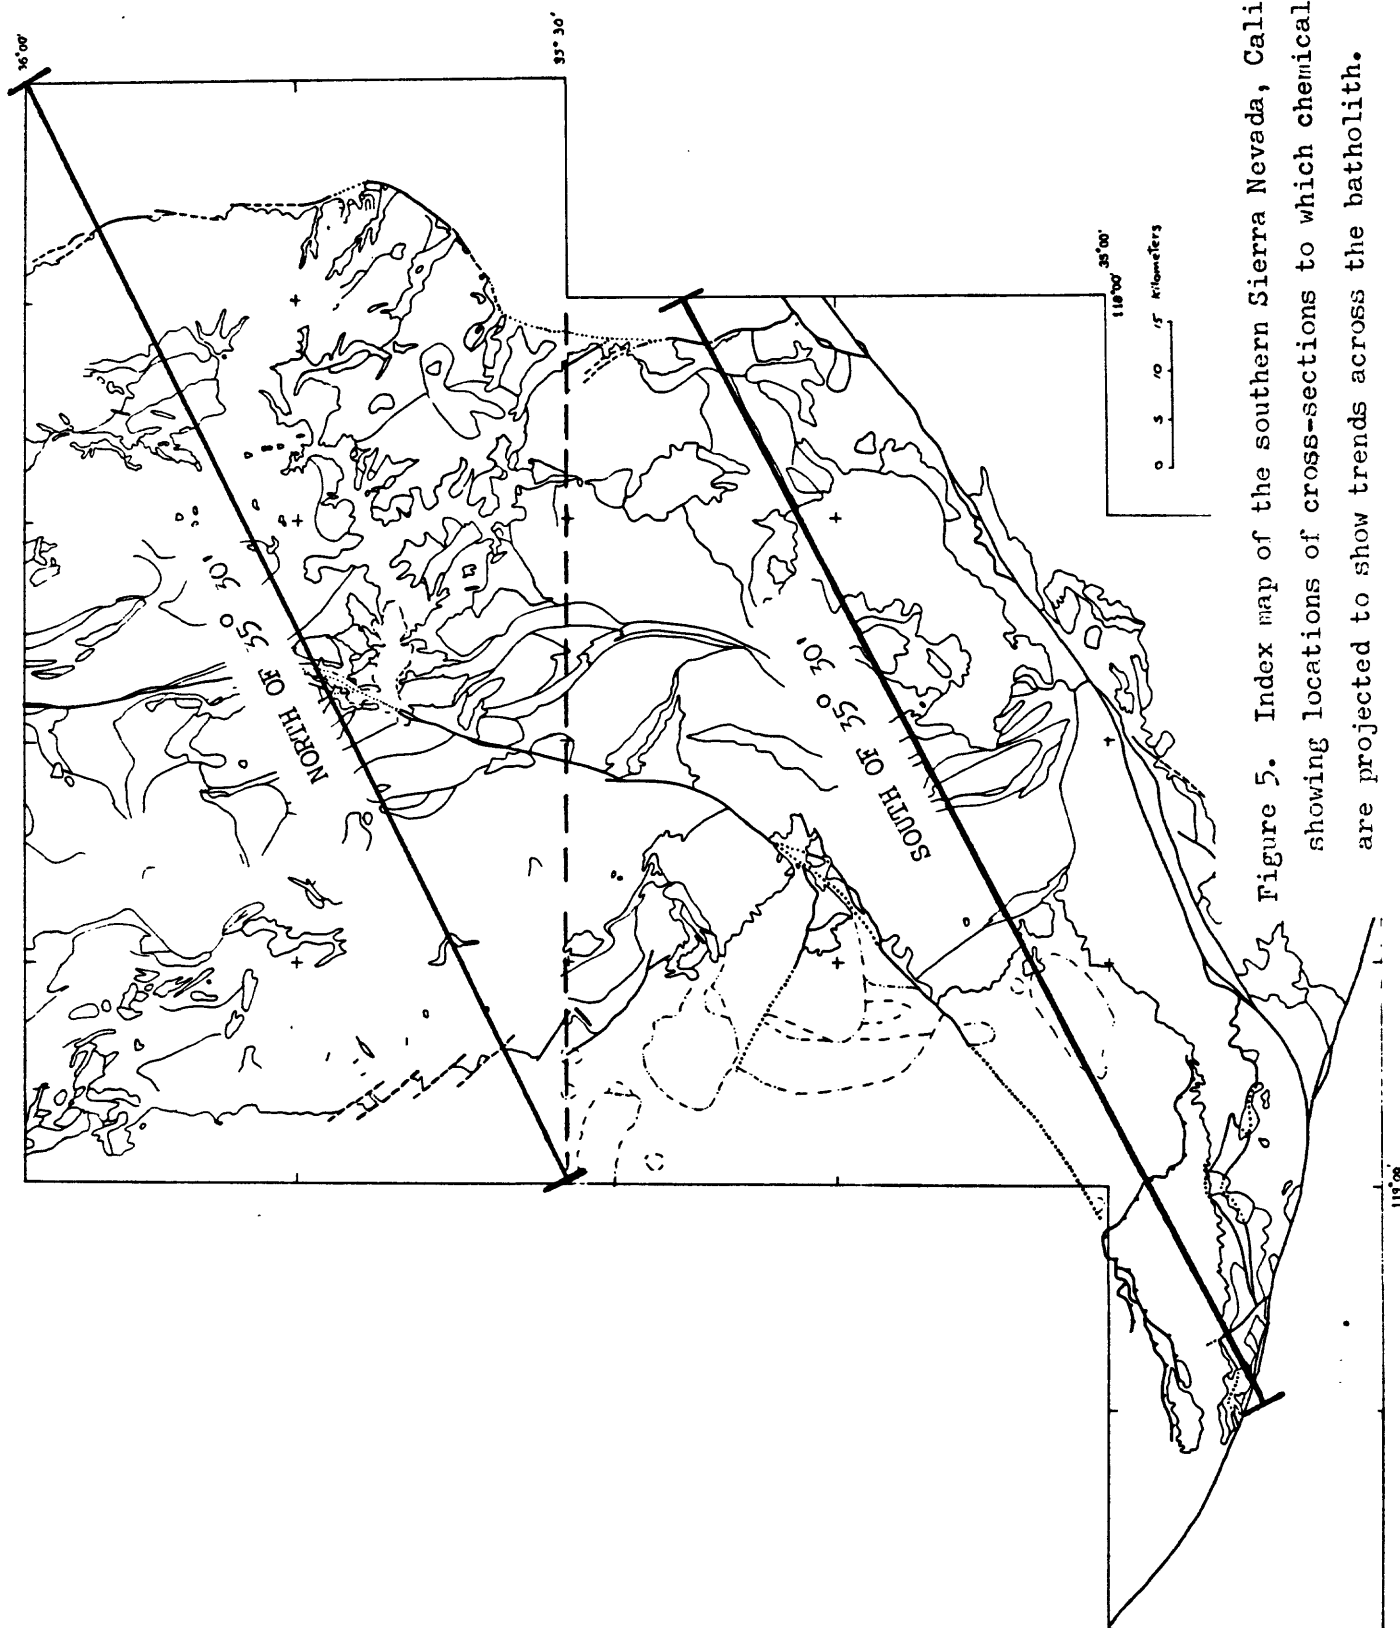 36°00'
35° 30'
NORTH OF 35° 30'
SOUTH OF 35° 30'
35°00'
118°00'
0 5 10 15 Kilometers
119°00'
Figure 5. Index map of the southern Sierra Nevada, Cali
showing locations of cross-sections to which chemical
are projected to show trends across the batholith.